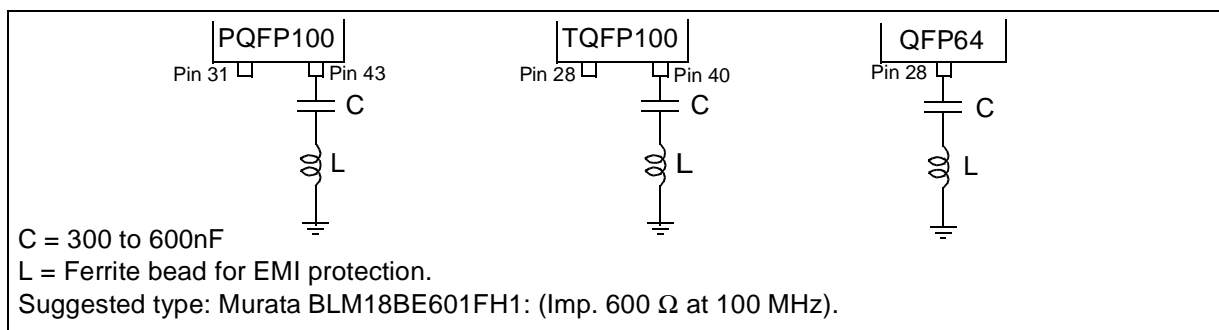 PQFP100
TQFP100
QFP64
Pin 31
Pin 43
Pin 28
Pin 40
Pin 28
C
C
C
L
L
L
C = 300 to 600nF
L = Ferrite bead for EMI protection.
Suggested type: Murata BLM18BE601FH1: (Imp. 600 Ω at 100 MHz).